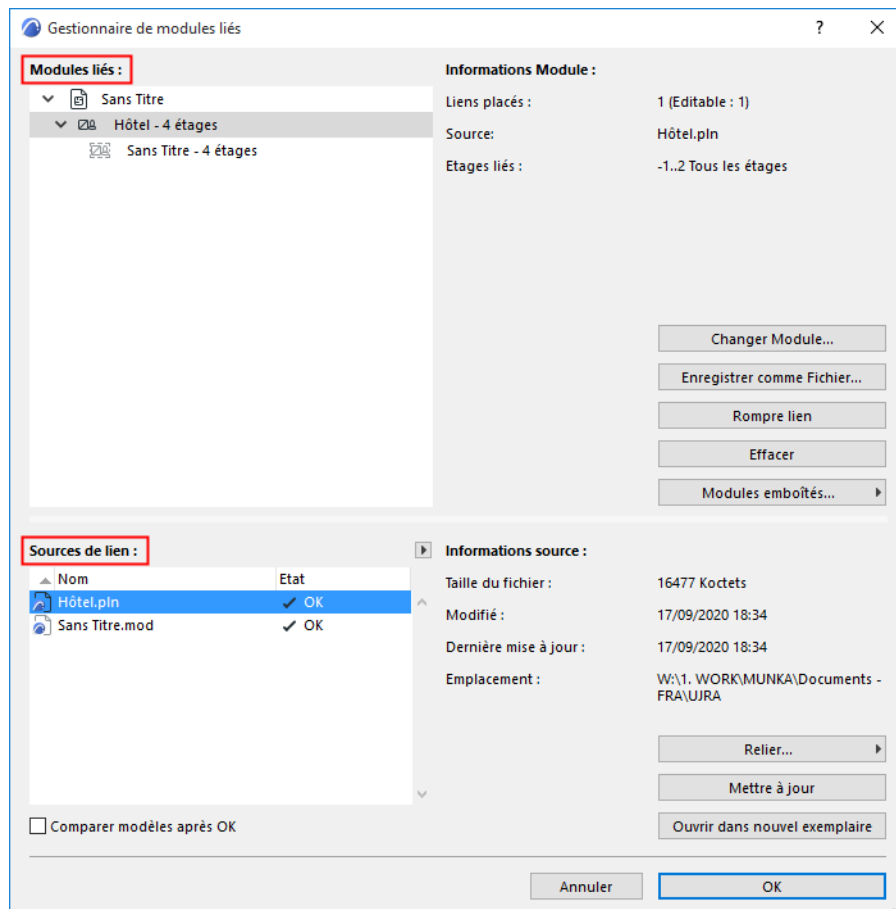 Gestionnaire de modules liés
?
Modules liés :
Sans Titre
Hôtel - 4 étages
Sans Titre - 4 étages
Informations Module :
Liens placés : 1 (Editable : 1)
Source: Hôtel.pln
Etages liés : -1..2 Tous les étages
Changer Module...
Enregistrer comme Fichier...
Rompre lien
Effacer
Modules emboîtés...
Sources de lien :
Nom Etat
Hôtel.pln OK
Sans Titre.mod OK
Informations source :
Taille du fichier : 16477 Koctets
Modifié : 17/09/2020 18:34
Dernière mise à jour : 17/09/2020 18:34
Emplacement : W:\1. WORK\MUNKA\Documents -
FRA\UJRA
Relier...
Mettre à jour
Ouvrir dans nouvel exemplaire
Comparer modèles après OK
Annuler
OK